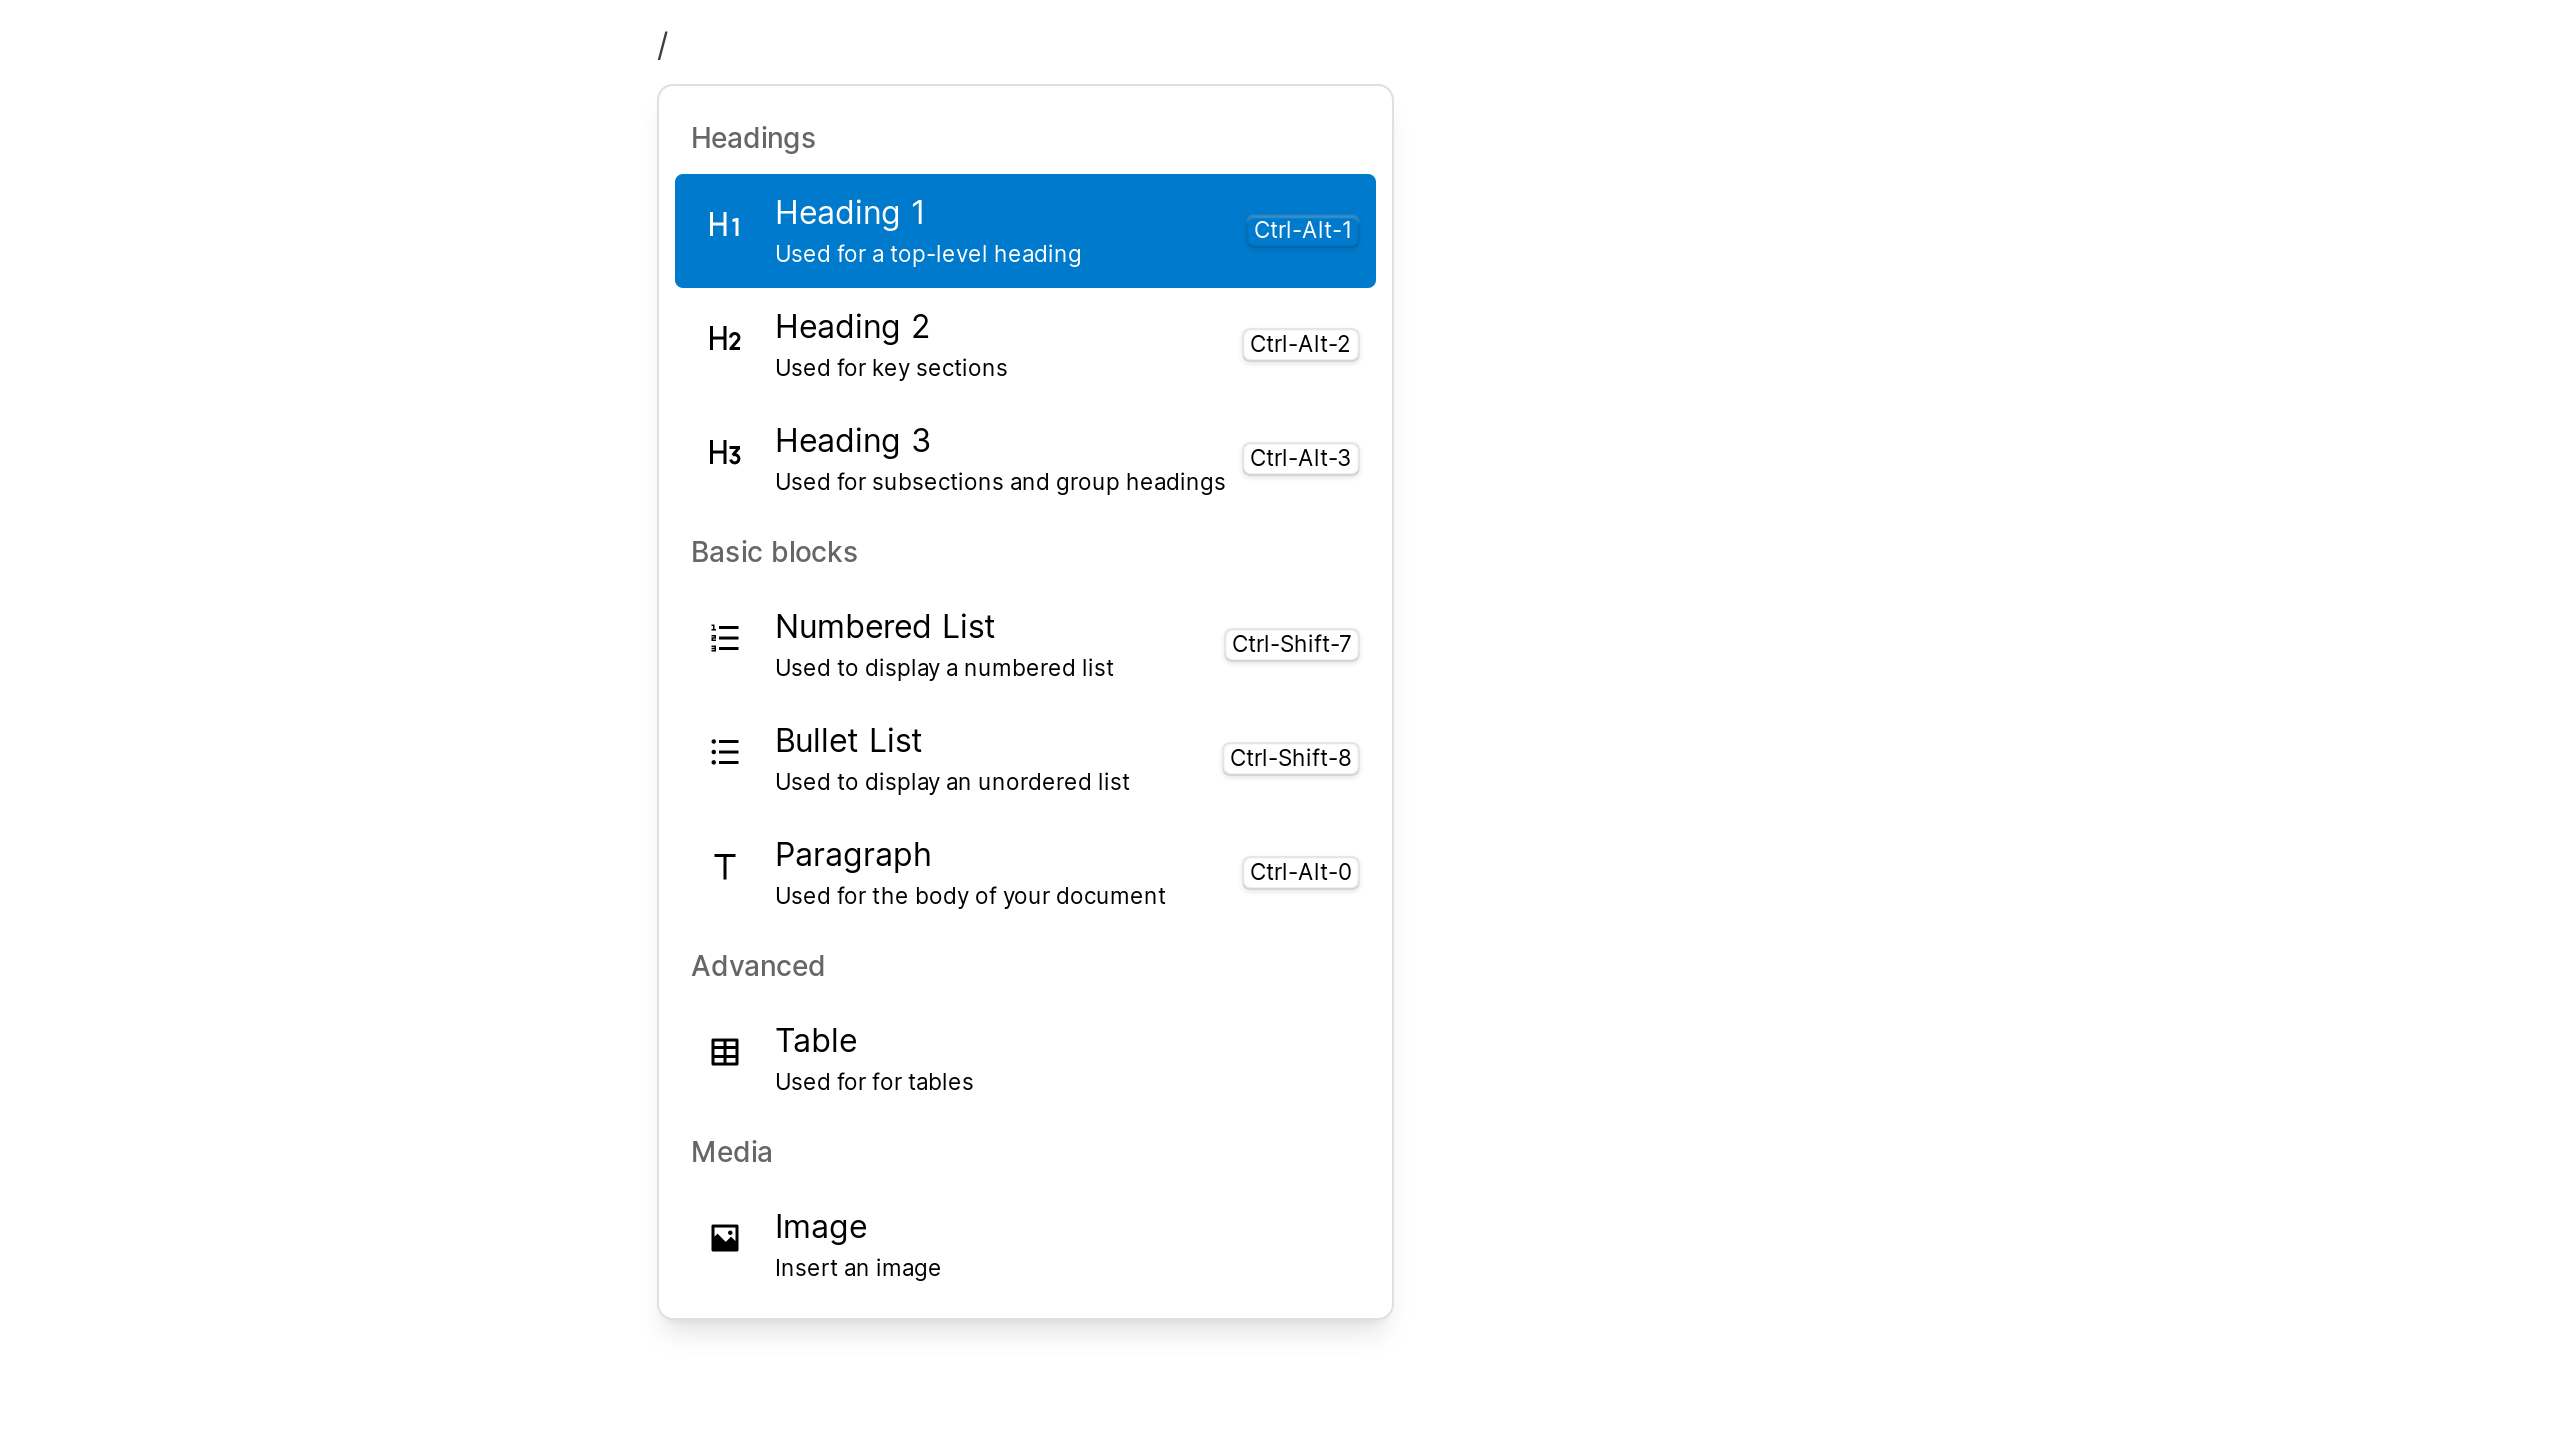 /
Headings
H1 Heading 1 Ctrl-Alt-1
Used for a top-level heading
H2 Heading 2 Ctrl-Alt-2
Used for key sections
H3 Heading 3 Ctrl-Alt-3
Used for subsections and group headings
Basic blocks
Numbered List Ctrl-Shift-7
Used to display a numbered list
Bullet List Ctrl-Shift-8
Used to display an unordered list
T Paragraph Ctrl-Alt-0
Used for the body of your document
Advanced
Table
Used for for tables
Media
Image
Insert an image